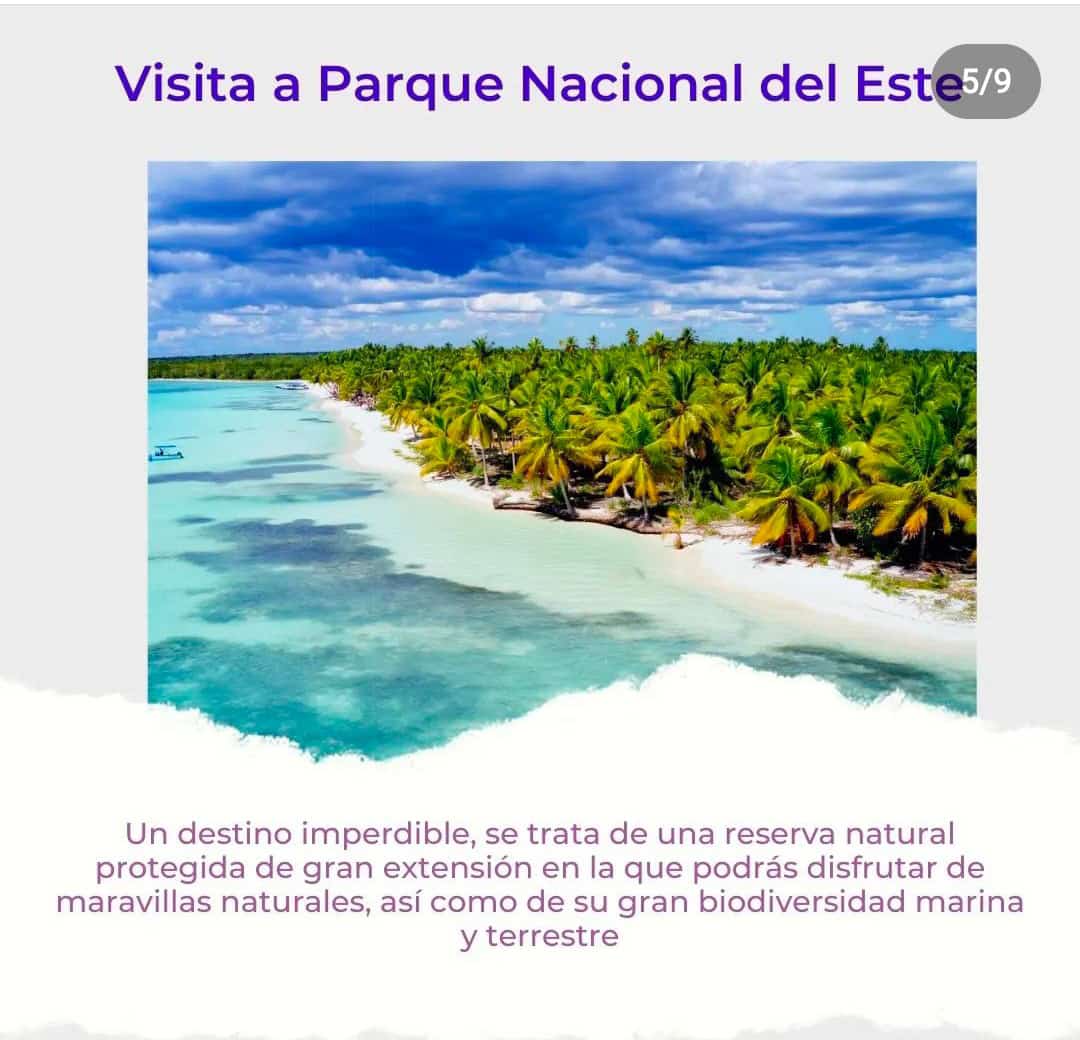 Visita a Parque Nacional del Este
5/9
Un destino imperdible, se trata de una reserva natural
protegida de gran extensión en la que podrás disfrutar de
maravillas naturales, así como de su gran biodiversidad marina
y terrestre